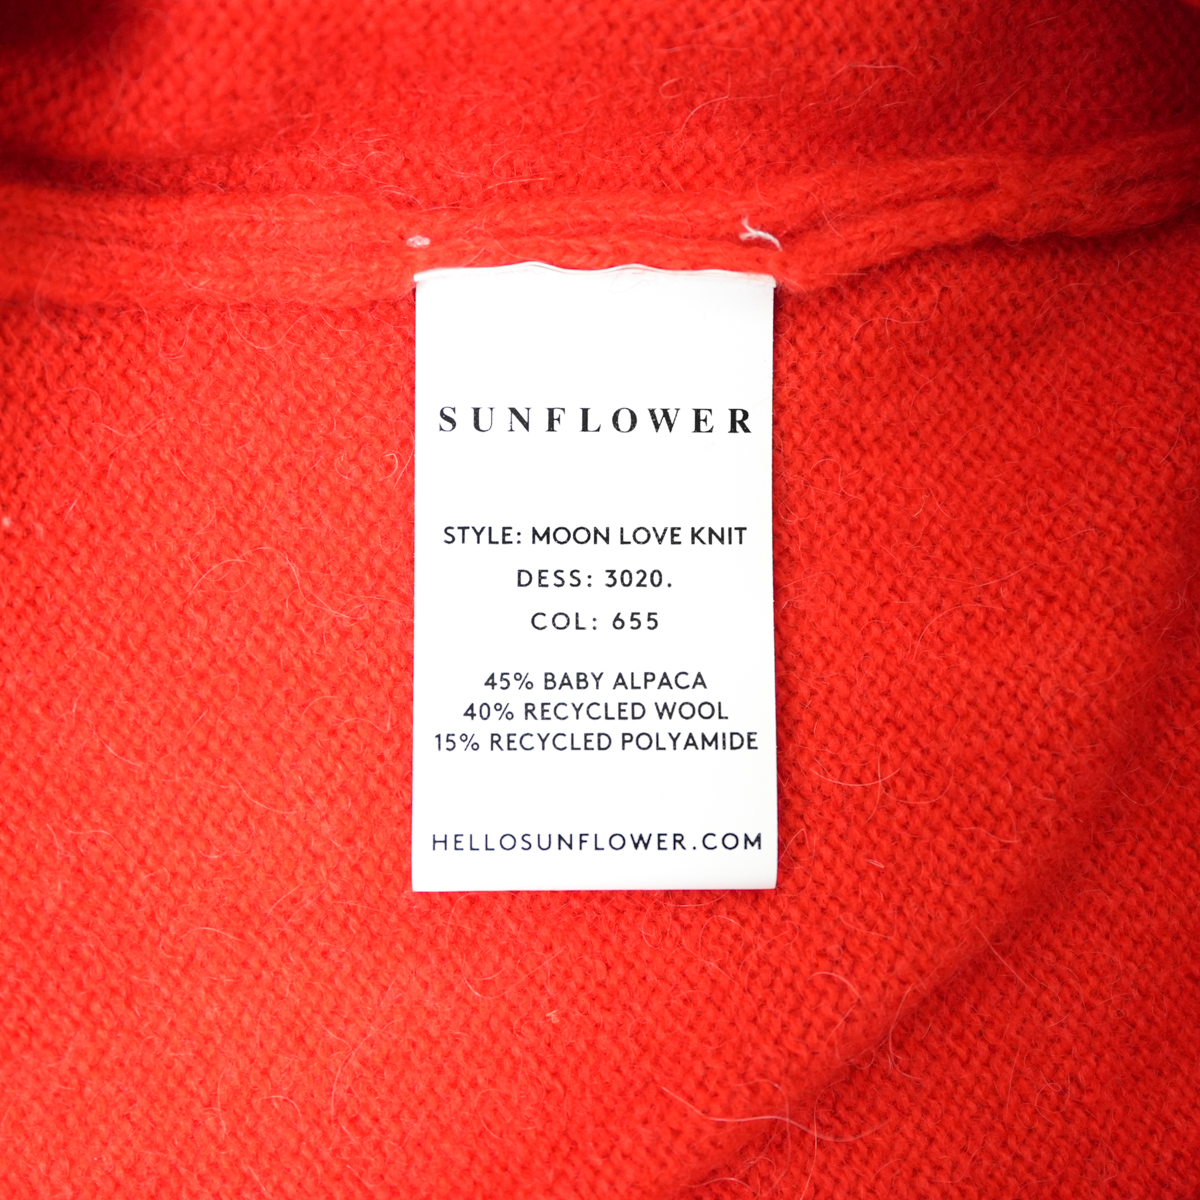 SUNFLOWER
STYLE: MOON LOVE KNIT
DESS: 3020.
COL: 655
45% BABY ALPACA
40% RECYCLED WOOL
15% RECYCLED POLYAMIDE
HELLOSUNFLOWER.COM